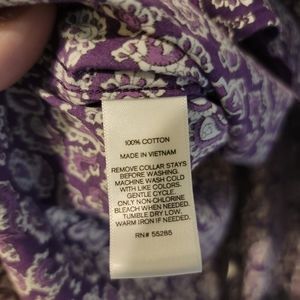 100% COTTON
MADE IN VIETNAM
REMOVE COLLAR STAYS
BEFORE WASHING.
MACHINE WASH COLD
WITH LIKE COLORS.
GENTLE CYCLE.
ONLY NON-CHLORINE
BLEACH WHEN NEEDED.
TUMBLE DRY LOW.
WARM IRON IF NEEDED.
RN# 55285